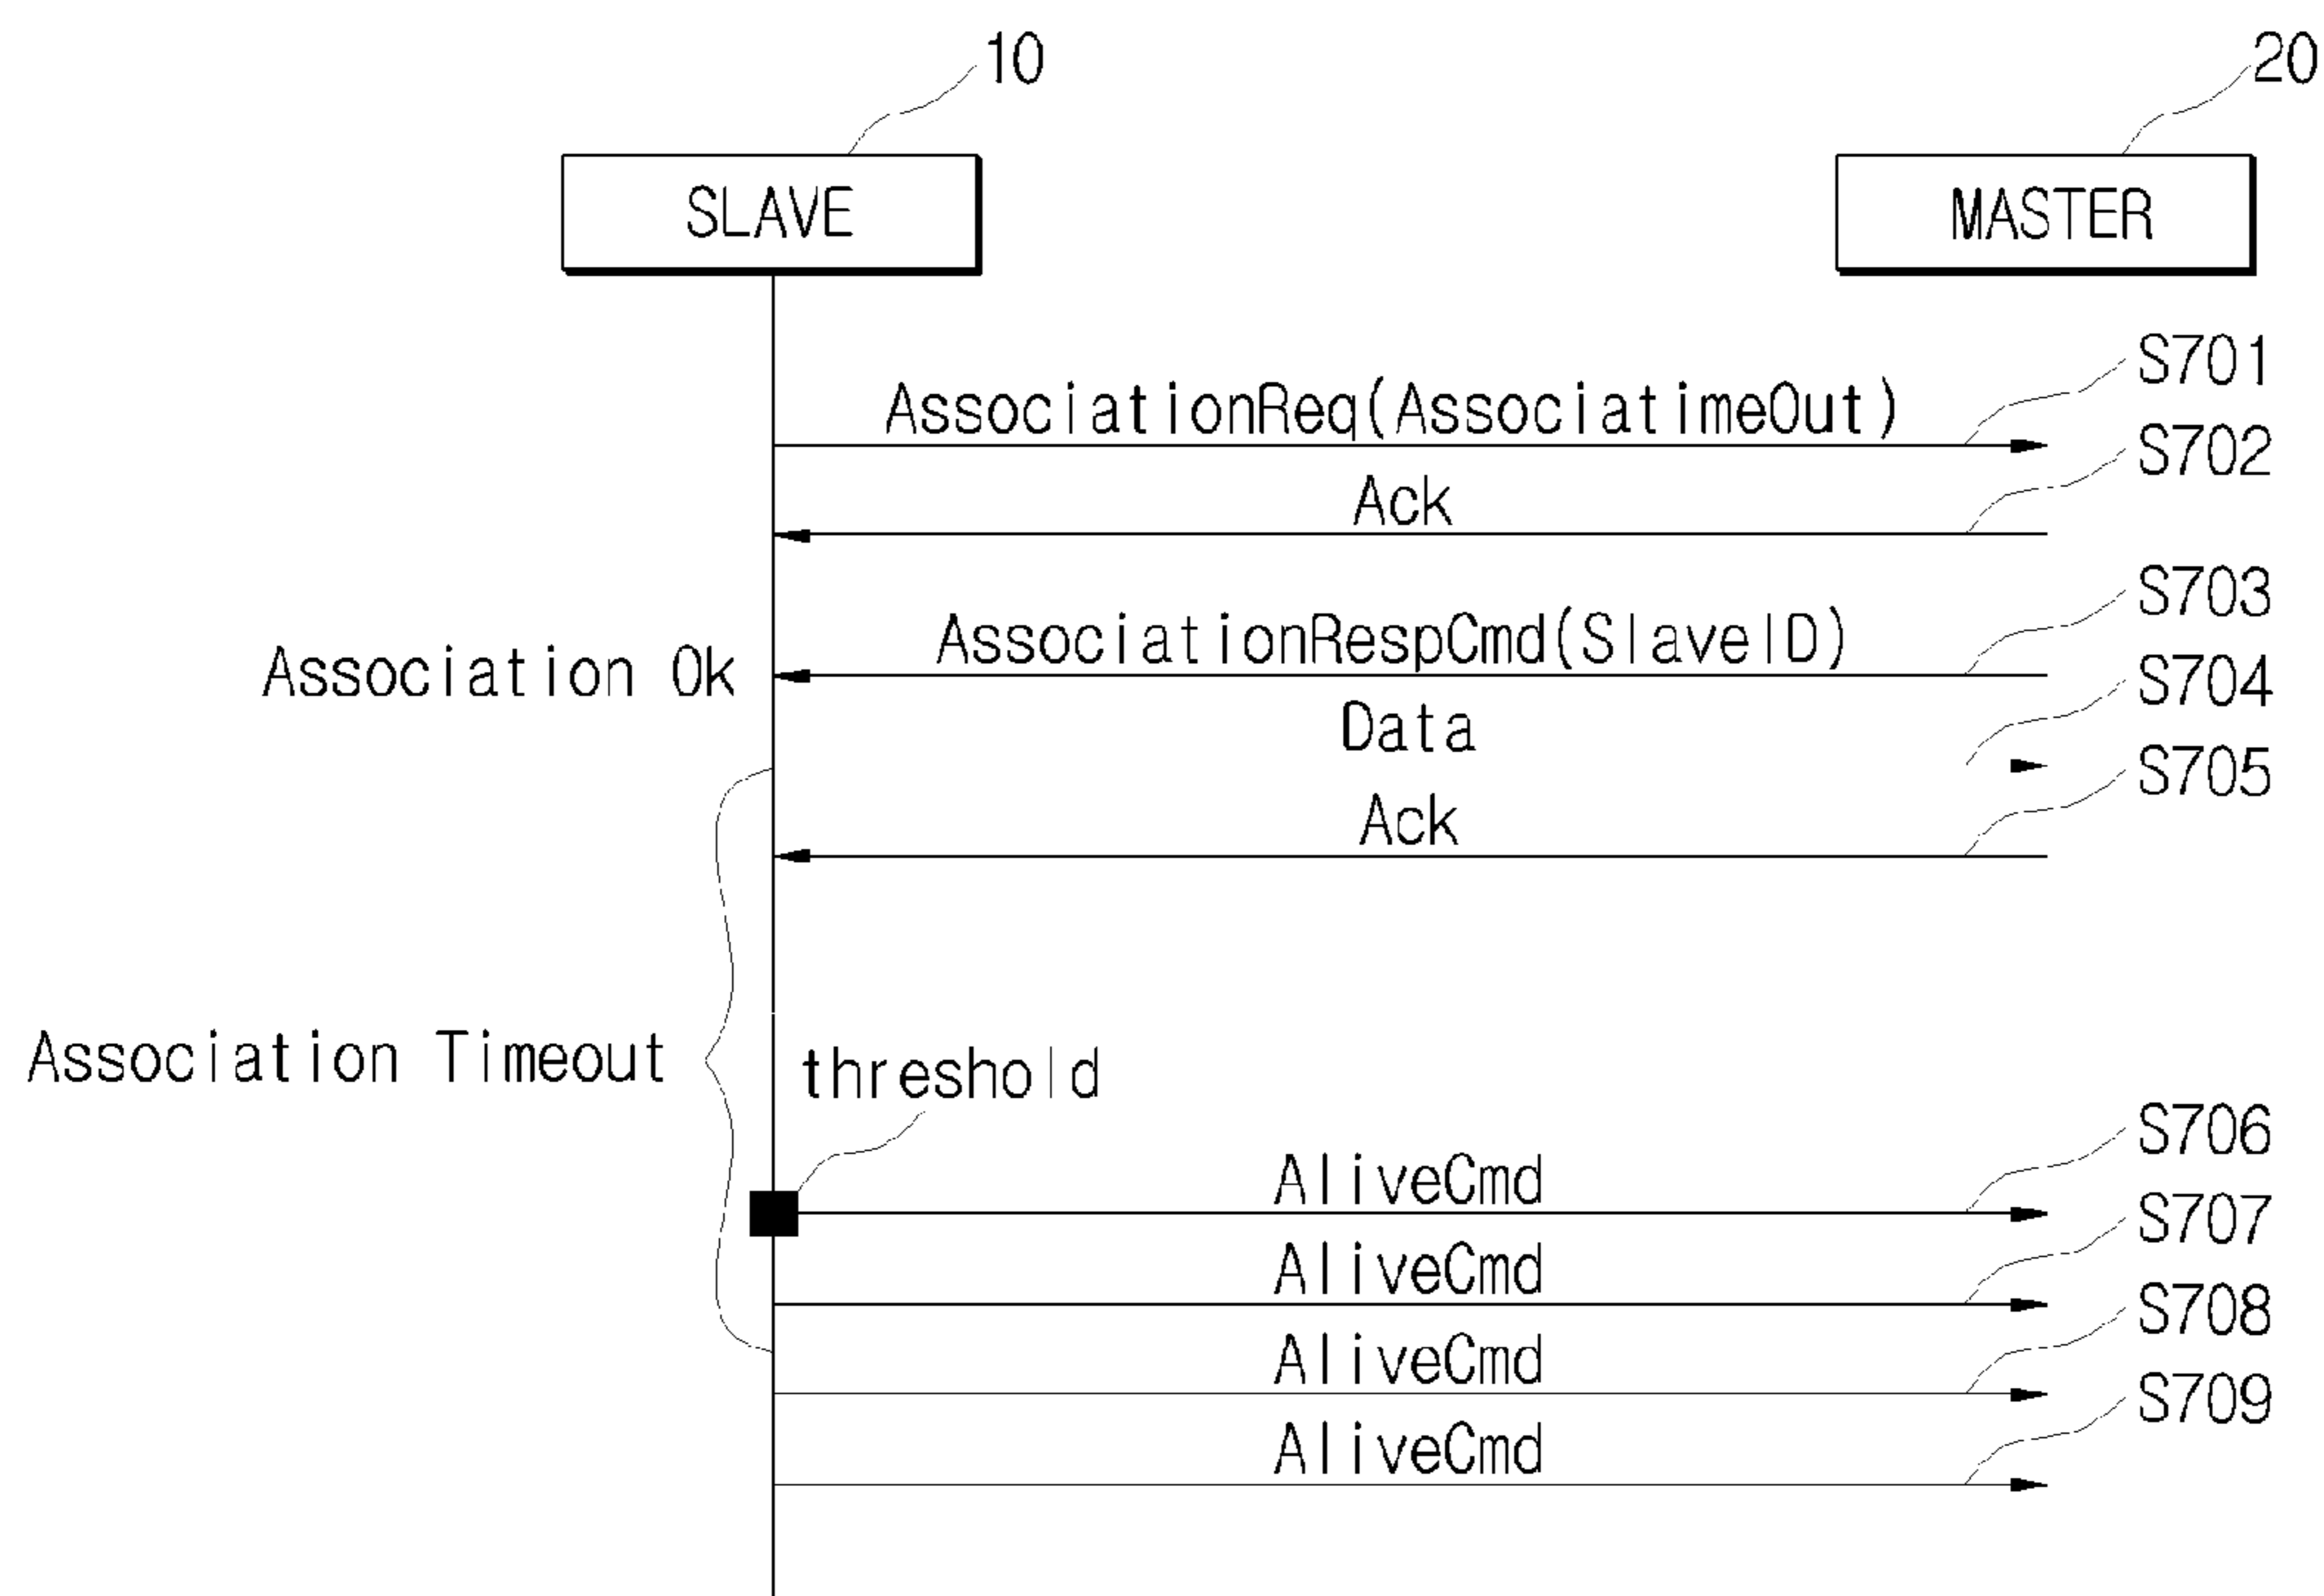 10
20
SLAVE
MASTER
S701
AssociationReq(AssociatimeOut)
S702
Ack
S703
AssociationRespCmd(SlaveID)
Association Ok
S704
Data
S705
Ack
Association Timeout
threshold
S706
AliveCmd
S707
AliveCmd
S708
AliveCmd
S709
AliveCmd